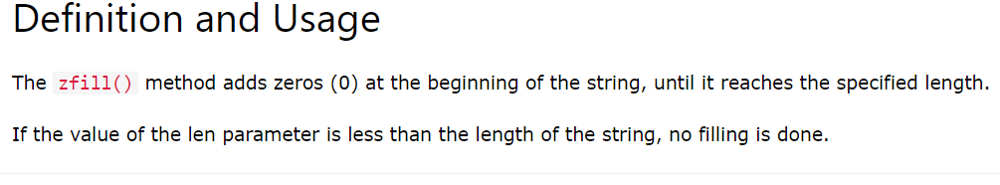 Definition and Usage
The zfill() method adds zeros (0) at the beginning of the string, until it reaches the specified length.
If the value of the len parameter is less than the length of the string, no filling is done.